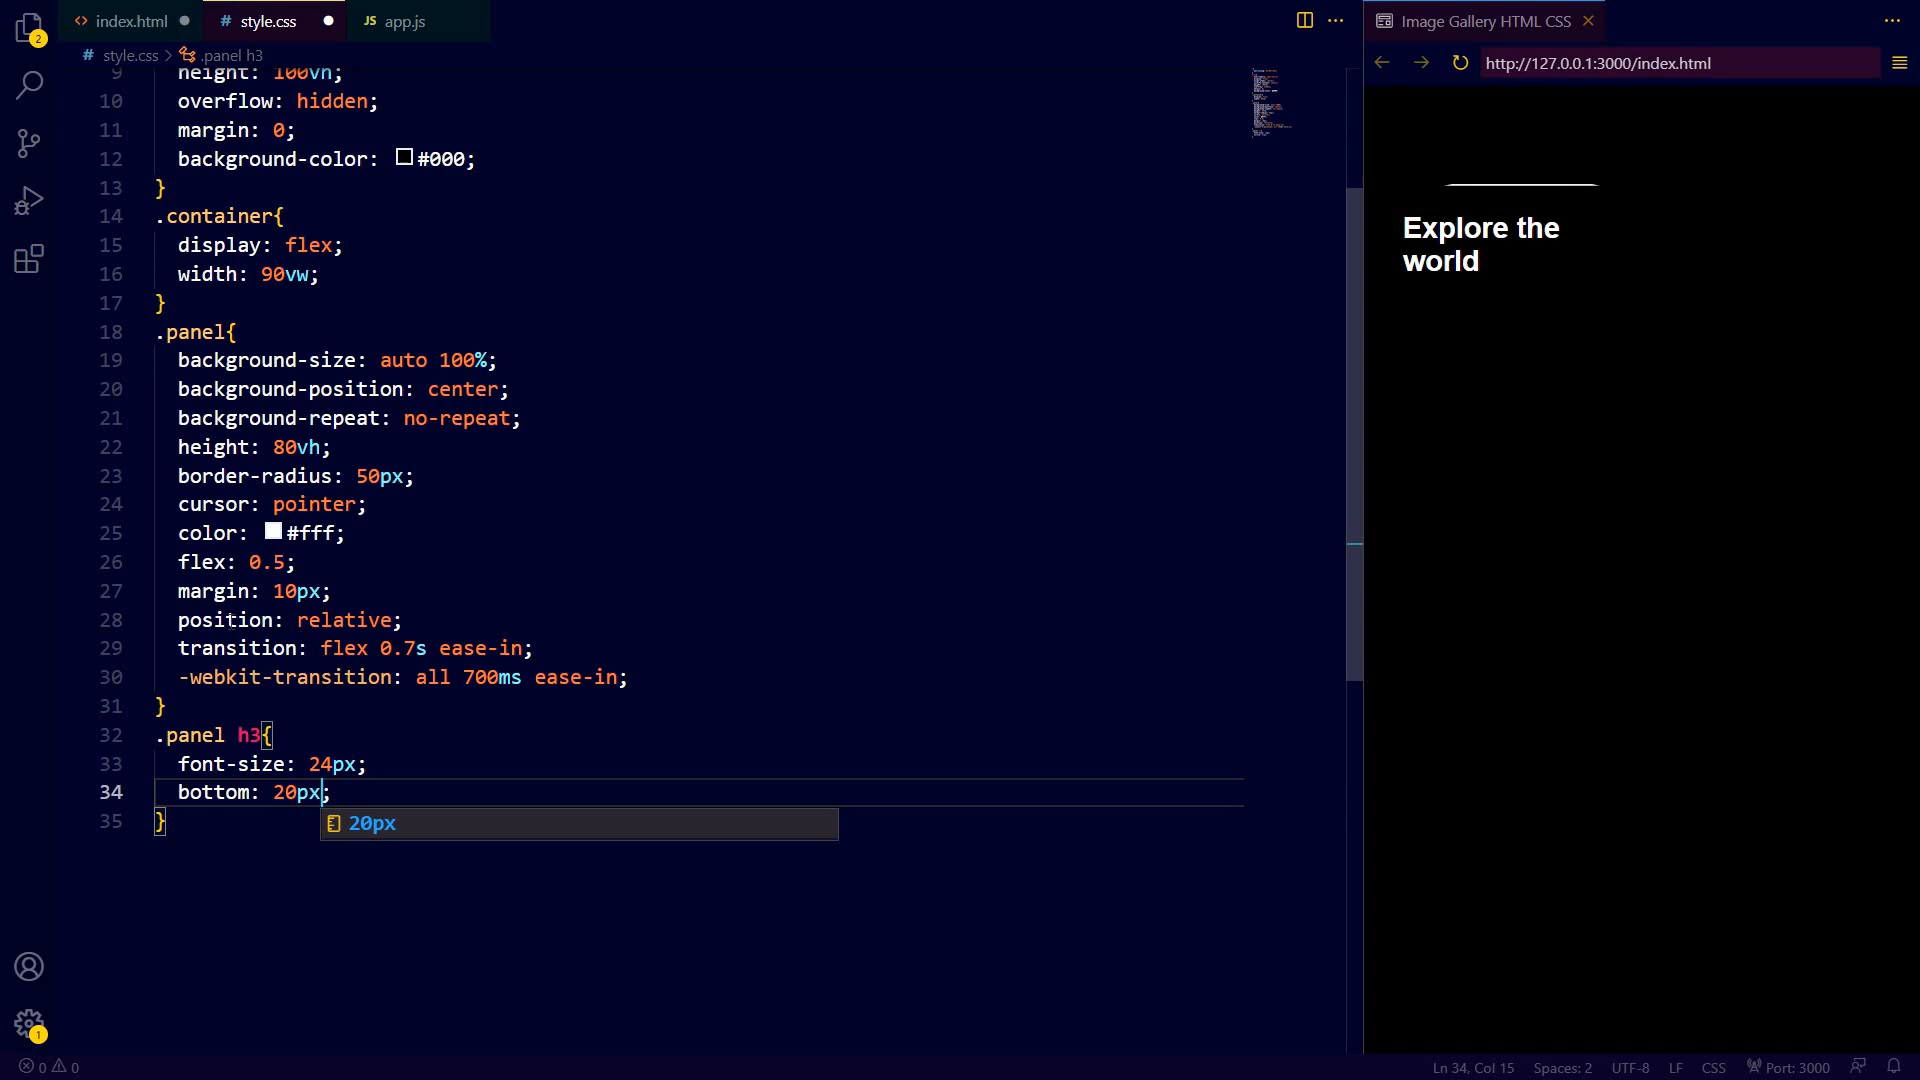 2
index.html
# style.css
JS app.js
Image Gallery HTML CSS
# style.css > .panel h3
http://127.0.0.1:3000/index.html
9 height: 100vh;
10 overflow: hidden;
11 margin: 0;
12 background-color: #000;
13 }
14 .container{
15 display: flex;
16 width: 90vw;
17 }
18 .panel{
19 background-size: auto 100%;
20 background-position: center;
21 background-repeat: no-repeat;
22 height: 80vh;
23 border-radius: 50px;
24 cursor: pointer;
25 color: #fff;
26 flex: 0.5;
27 margin: 10px;
28 position: relative;
29 transition: flex 0.7s ease-in;
30 -webkit-transition: all 700ms ease-in;
31 }
32 .panel h3{
33 font-size: 24px;
34 bottom: 20px;
35 }
20px
Explore the
world
1
0 0
Ln 34, Col 15 Spaces: 2 UTF-8 LF CSS Port: 3000